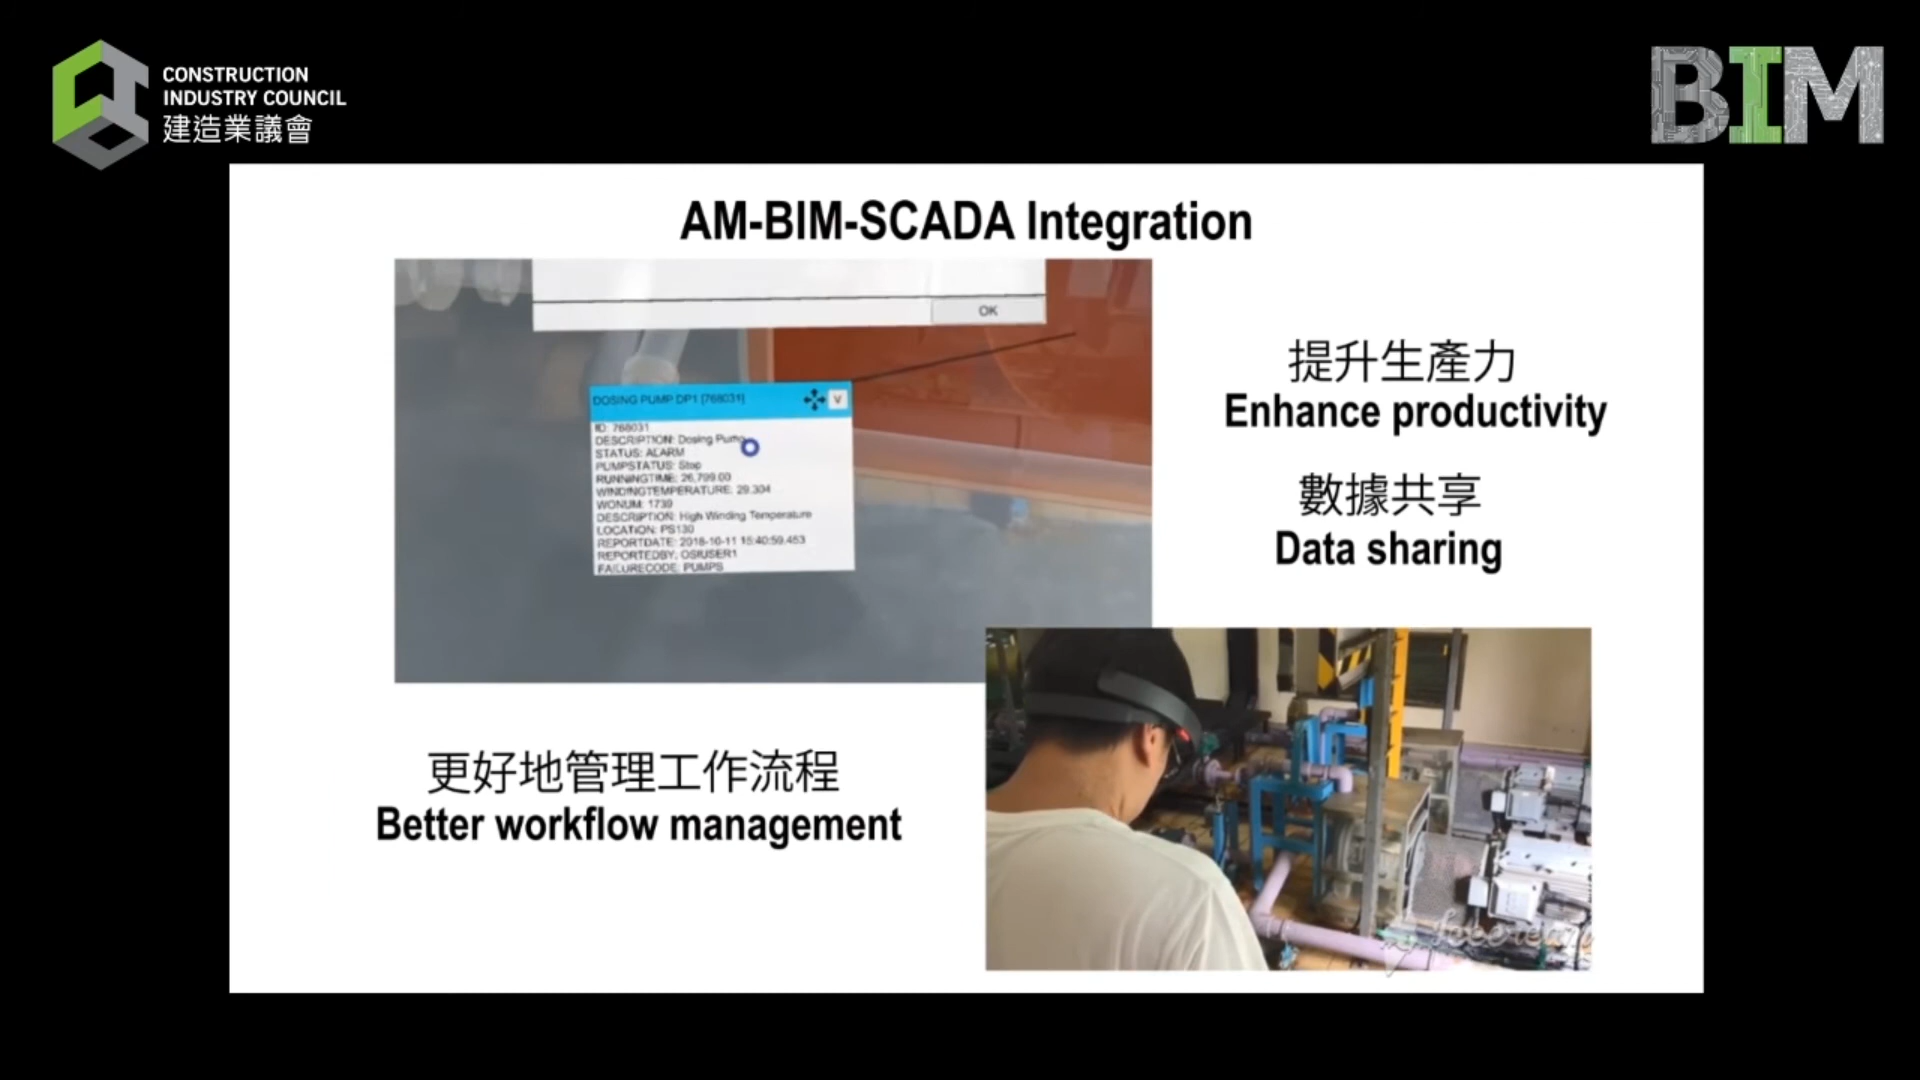 CONSTRUCTION
INDUSTRY COUNCIL
建造業議會
BIM
AM-BIM-SCADA Integration
OK
DOSING PUMP DP1 [768031]
V
ID: 768031
DESCRIPTION: Dosing Pump
STATUS: ALARM
PUMPSTATUS: Stop
RUNNINGTIME: 26,799.00
WINDINGTEMPERATURE: 29.304
WONUM: 1739
DESCRIPTION: High Winding Temperature
LOCATION: PS130
REPORTDATE: 2018-10-11 15:40:59.453
REPORTEDBY: OSIUSER1
FAILURECODE: PUMPS
提升生產力
Enhance productivity
數據共享
Data sharing
更好地管理工作流程
Better workflow management